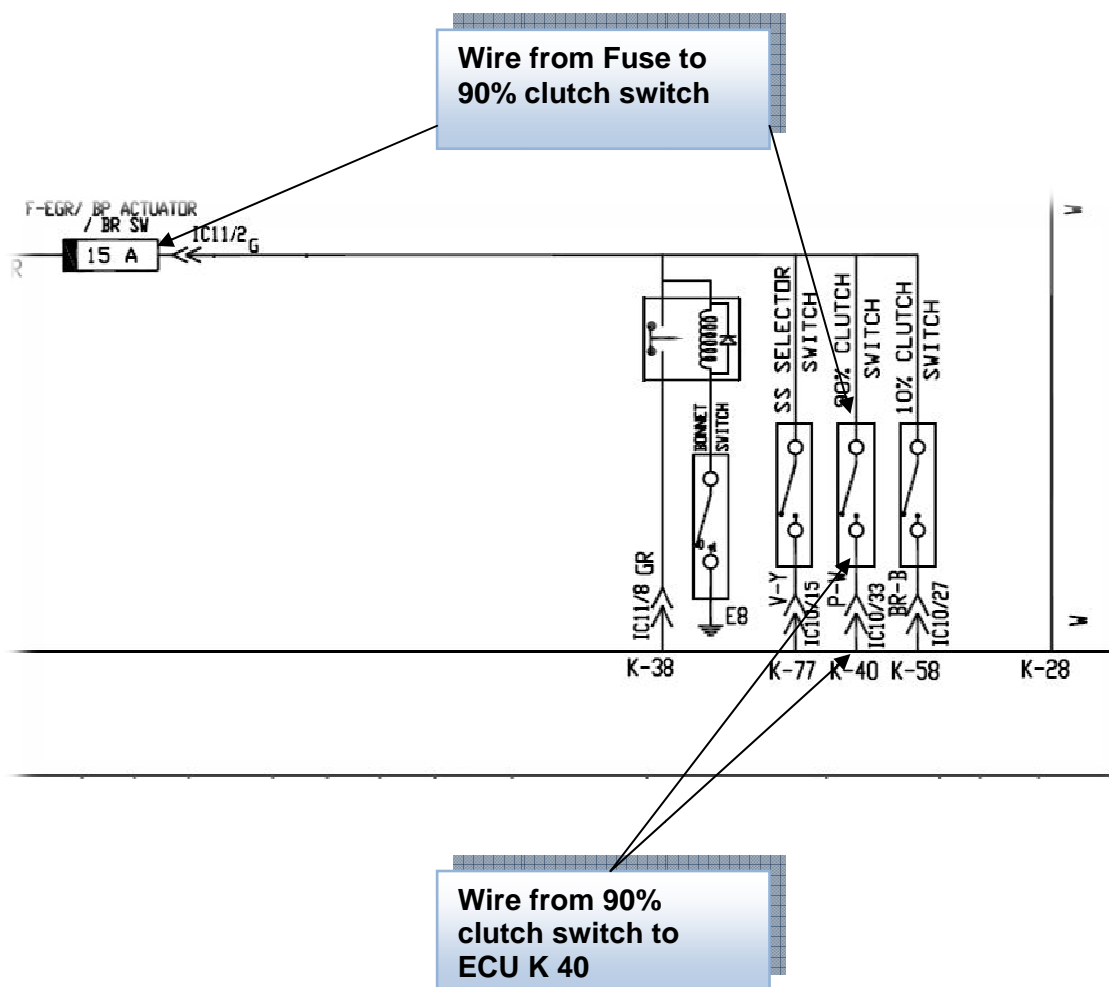 Wire from Fuse to
90% clutch switch
F-EGR/ BP ACTUATOR
/ BR SW
15 A
IC11/2
G
R
W
SS SELECTOR
SWITCH
90% CLUTCH
SWITCH
10% CLUTCH
SWITCH
BONNET
SWITCH
IC11/8 GR
E8
V-Y
IC10/15
P-W
IC10/33
BR-B
IC10/27
W
K-38
K-77
K-40
K-58
K-28
Wire from 90%
clutch switch to
ECU K 40